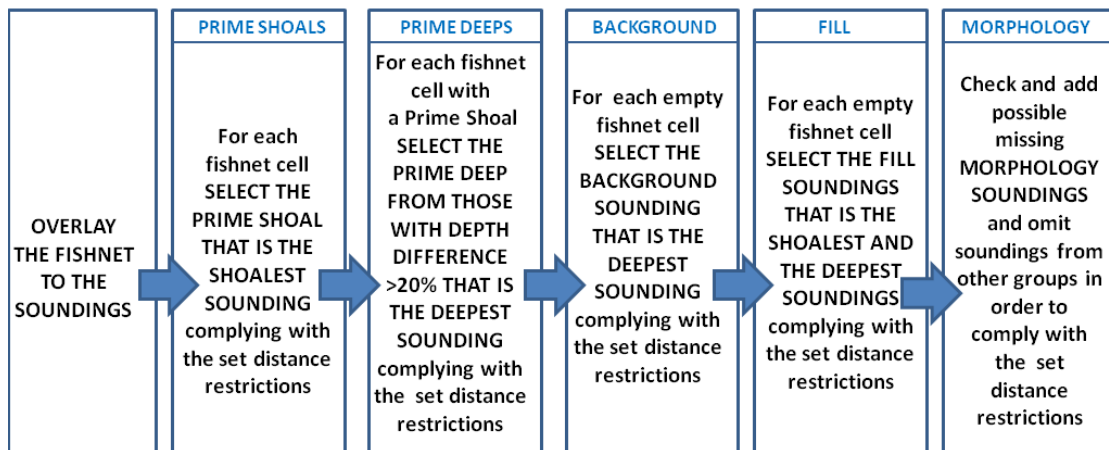 OVERLAY
THE FISHNET
TO THE
SOUNDINGS
PRIME SHOALS
For each
fishnet cell
SELECT THE
PRIME SHOAL
THAT IS THE
SHOALEST
SOUNDING
complying with
the set distance
restrictions
PRIME DEEPS
For each fishnet
cell with
a Prime Shoal
SELECT THE
PRIME DEEP
FROM THOSE
WITH DEPTH
DIFFERENCE
>20% THAT IS
THE DEEPEST
SOUNDING
complying with
the set distance
restrictions
BACKGROUND
For each empty
fishnet cell
SELECT THE
BACKGROUND
SOUNDING
THAT IS THE
DEEPEST
SOUNDING
complying with
the set distance
restrictions
FILL
For each empty
fishnet cell
SELECT THE FILL
SOUNDINGS
THAT IS THE
SHOALEST AND
THE DEEPEST
SOUNDINGS
complying with
the set distance
restrictions
MORPHOLOGY
Check and add
possible
missing
MORPHOLOGY
SOUNDINGS
and omit
soundings from
other groups in
order to
comply with
the set
distance
restrictions